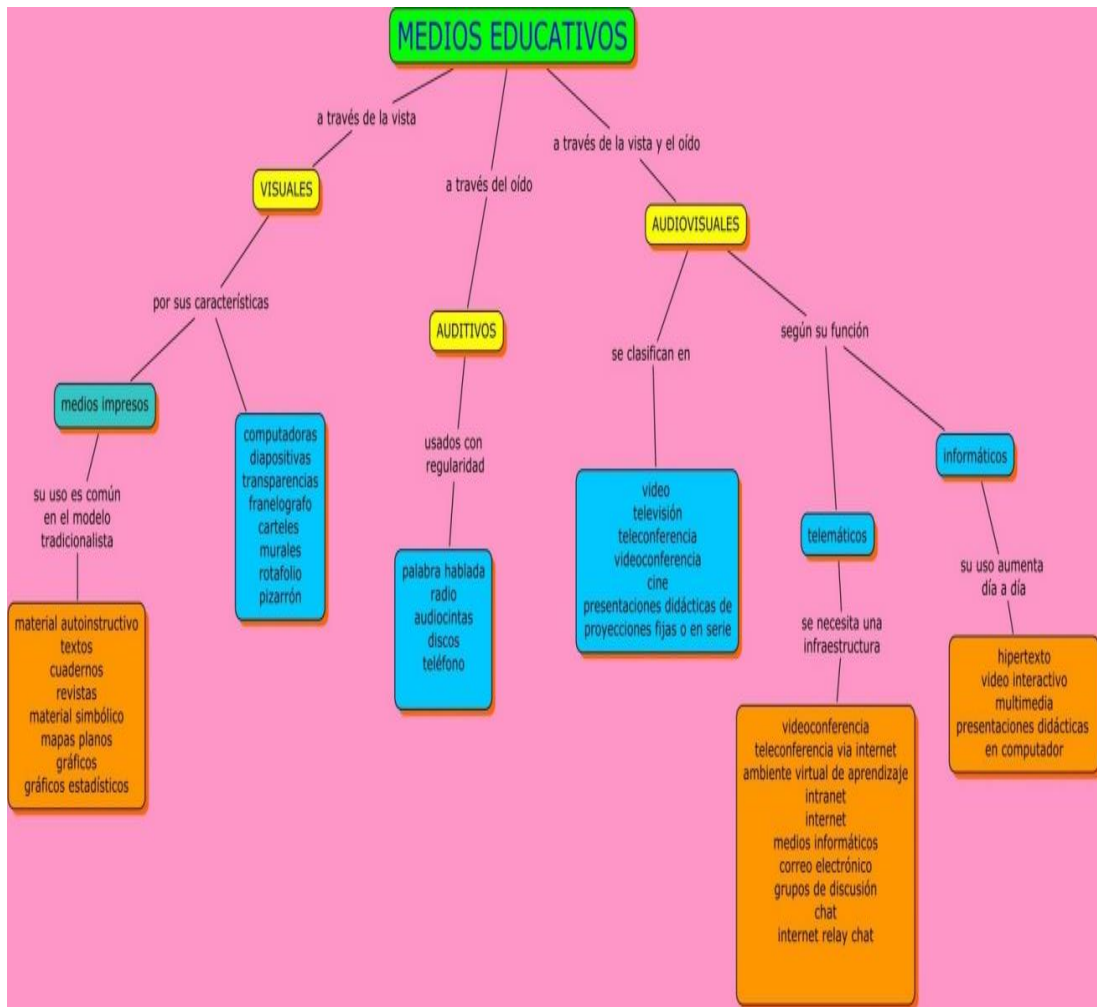 MEDIOS EDUCATIVOS
a través de la vista
VISUALES
por sus características
medios impresos
su uso es común
en el modelo
tradicionalista
material autoinstructivo
textos
cuadernos
revistas
material simbólico
mapas planos
gráficos
gráficos estadísticos
computadoras
diapositivas
transparencias
franelografo
carteles
murales
rotafolio
pizarrón
a través del oído
AUDITIVOS
usados con
regularidad
palabra hablada
radio
audiocintas
discos
teléfono
a través de la vista y el oído
AUDIOVISUALES
se clasifican en
video
televisión
teleconferencia
videoconferencia
cine
presentaciones didácticas de
proyecciones fijas o en serie
según su función
telemáticos
se necesita una
infraestructura
videoconferencia
teleconferencia via internet
ambiente virtual de aprendizaje
intranet
internet
medios informáticos
correo electrónico
grupos de discusión
chat
internet relay chat
informáticos
su uso aumenta
día a día
hipertexto
video interactivo
multimedia
presentaciones didácticas
en computador